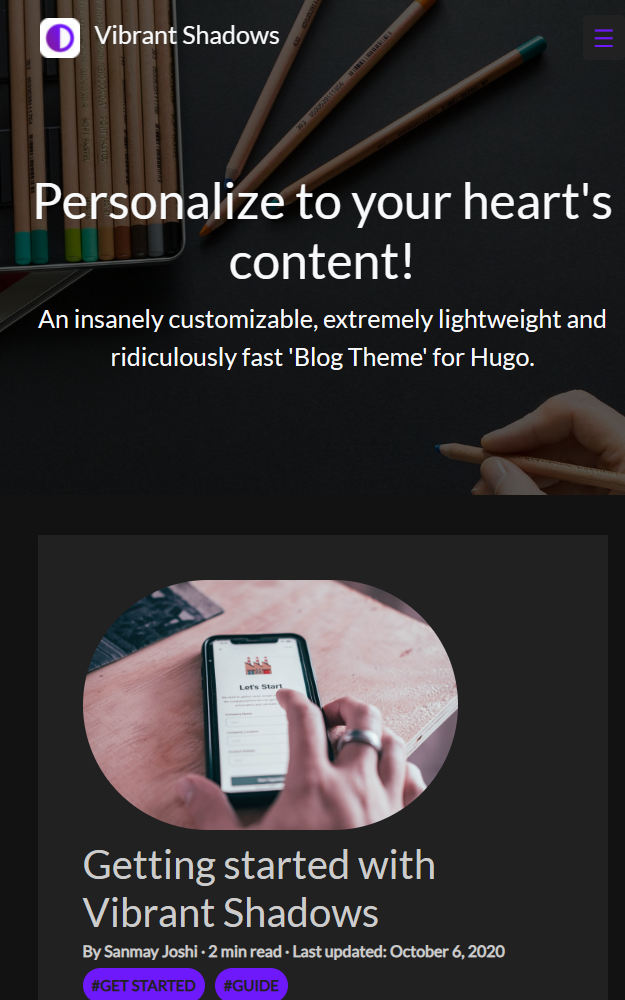 Vibrant Shadows
Personalize to your heart's
content!
An insanely customizable, extremely lightweight and
ridiculously fast 'Blog Theme' for Hugo.
Let's Start
Getting started with
Vibrant Shadows
By Sanmay Joshi · 2 min read · Last updated: October 6, 2020
#GET STARTED #GUIDE